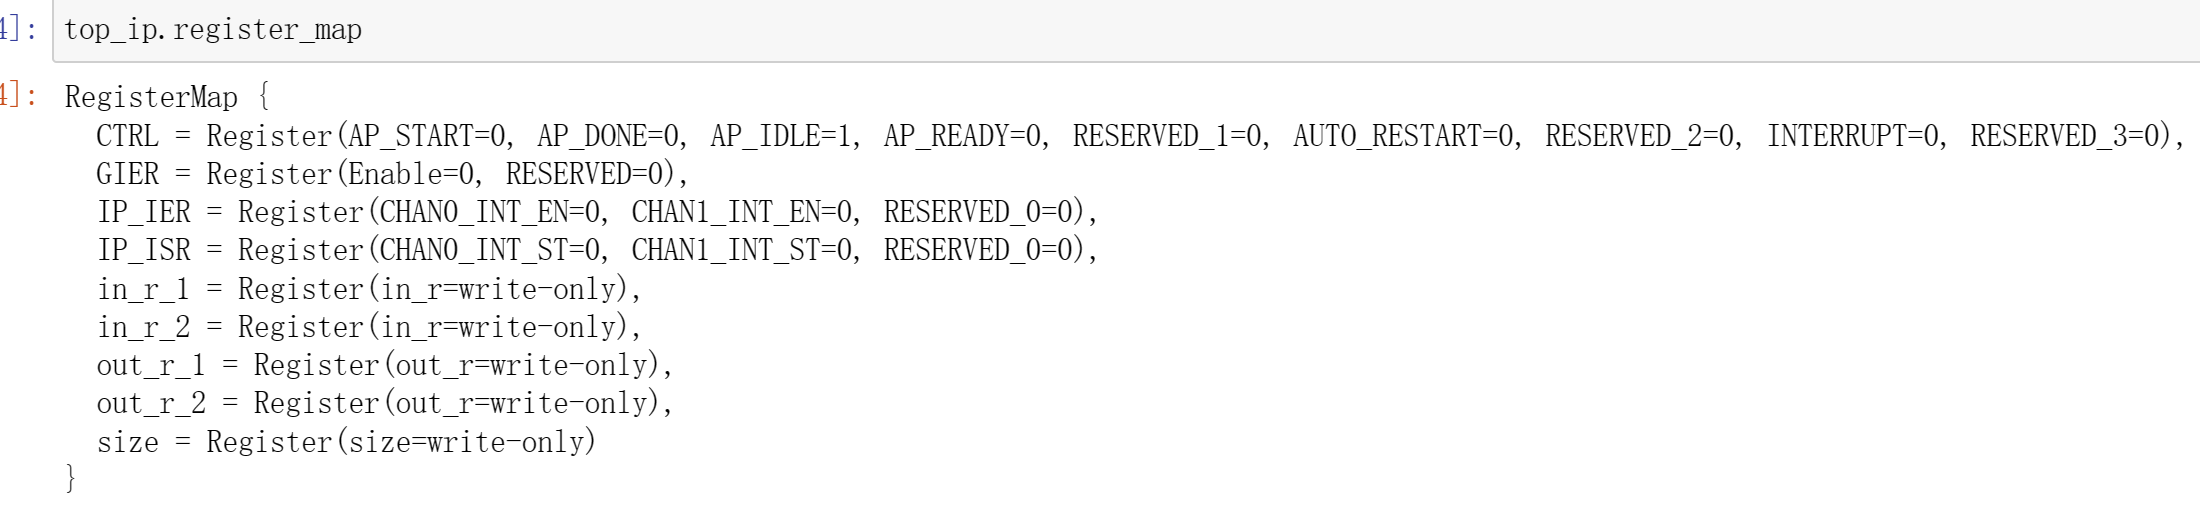 4]: top_ip.register_map
4]: RegisterMap {
  CTRL = Register(AP_START=0, AP_DONE=0, AP_IDLE=1, AP_READY=0, RESERVED_1=0, AUTO_RESTART=0, RESERVED_2=0, INTERRUPT=0, RESERVED_3=0),
  GIER = Register(Enable=0, RESERVED=0),
  IP_IER = Register(CHAN0_INT_EN=0, CHAN1_INT_EN=0, RESERVED_0=0),
  IP_ISR = Register(CHAN0_INT_ST=0, CHAN1_INT_ST=0, RESERVED_0=0),
  in_r_1 = Register(in_r=write-only),
  in_r_2 = Register(in_r=write-only),
  out_r_1 = Register(out_r=write-only),
  out_r_2 = Register(out_r=write-only),
  size = Register(size=write-only)
}